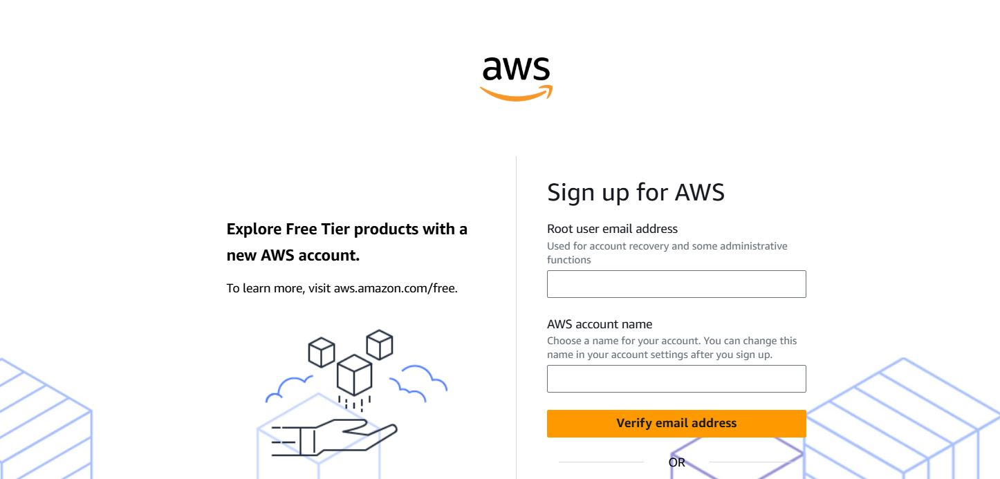 aws
Explore Free Tier products with a
new AWS account.
To learn more, visit aws.amazon.com/free.
Sign up for AWS
Root user email address
Used for account recovery and some administrative
functions
AWS account name
Choose a name for your account. You can change this
name in your account settings after you sign up.
Verify email address
OR